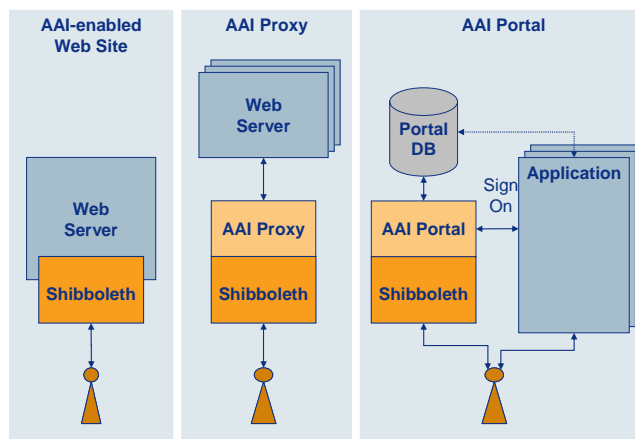 AAI-enabled
Web Site
Web
Server
Shibboleth
AAI Proxy
Web
Server
AAI Proxy
Shibboleth
AAI Portal
Portal
DB
Sign
On
Application
AAI Portal
Shibboleth